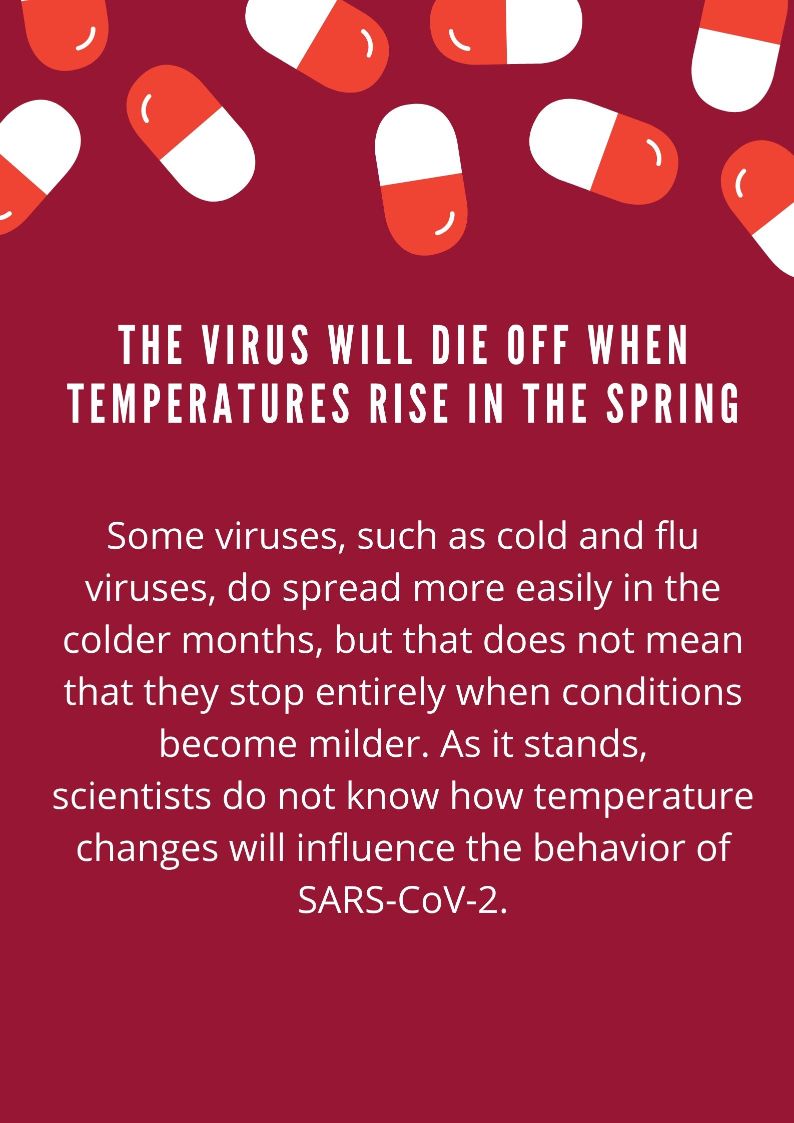 THE VIRUS WILL DIE OFF WHEN
TEMPERATURES RISE IN THE SPRING
Some viruses, such as cold and flu
viruses, do spread more easily in the
colder months, but that does not mean
that they stop entirely when conditions
become milder. As it stands,
scientists do not know how temperature
changes will influence the behavior of
SARS-CoV-2.